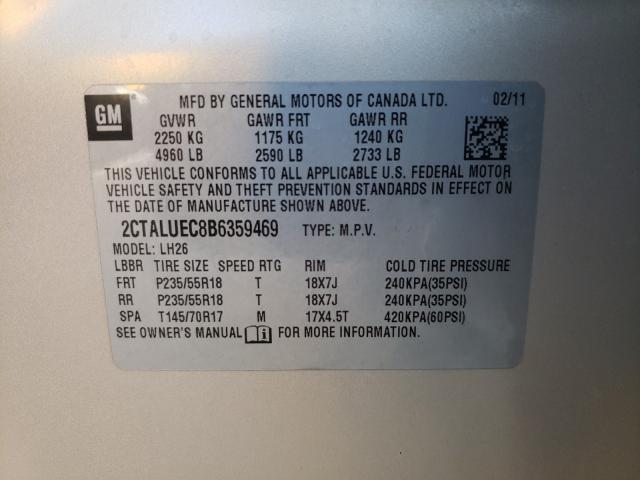 GM MFD BY GENERAL MOTORS OF CANADA LTD. 02/11
GVWR GAWR FRT GAWR RR
2250 KG 1175 KG 1240 KG
4960 LB 2590 LB 2733 LB
THIS VEHICLE CONFORMS TO ALL APPLICABLE U.S. FEDERAL MOTOR
VEHICLE SAFETY AND THEFT PREVENTION STANDARDS IN EFFECT ON
THE DATE OF MANUFACTURE SHOWN ABOVE.
2CTALUEC8B6359469 TYPE: M.P.V.
MODEL: LH26
LBBR TIRE SIZE SPEED RTG RIM COLD TIRE PRESSURE
FRT P235/55R18 T 18X7J 240KPA(35PSI)
RR P235/55R18 T 18X7J 240KPA(35PSI)
SPA T145/70R17 M 17X4.5T 420KPA(60PSI)
SEE OWNER'S MANUAL FOR MORE INFORMATION.